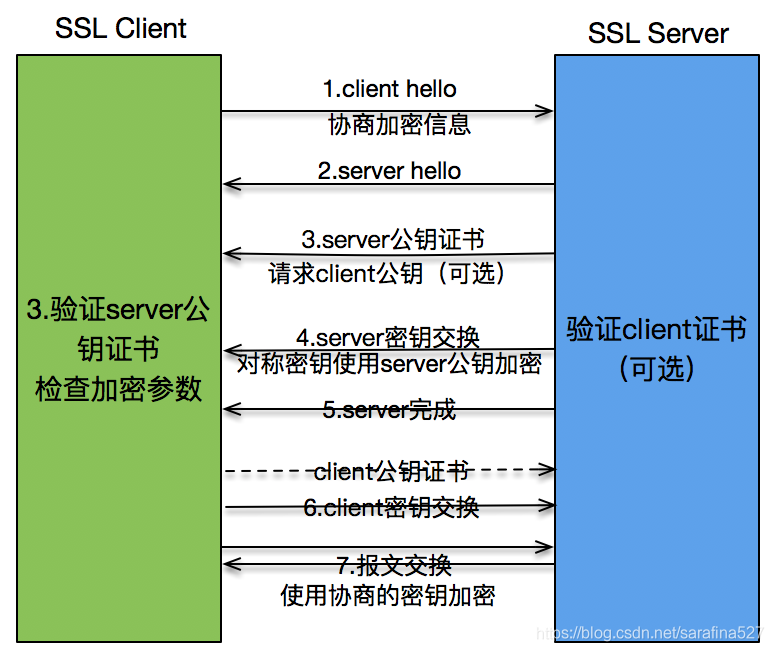 SSL Client
SSL Server
1.client hello
协商加密信息
2.server hello
3.server公钥证书
请求client公钥（可选）
3.验证server公
钥证书
检查加密参数
4.server密钥交换
对称密钥使用server公钥加密
验证client证书
（可选）
5.server完成
client公钥证书
6.client密钥交换
7.报文交换
使用协商的密钥加密
https://blog.csdn.net/sarafina527